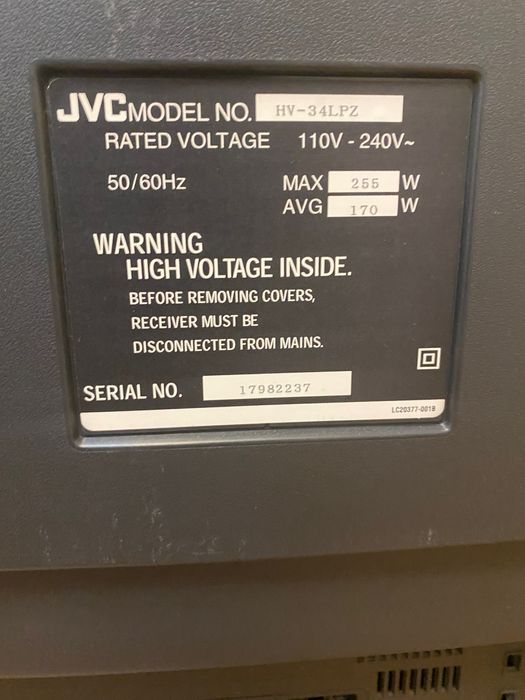 JVC MODEL NO. HV-34LPZ
RATED VOLTAGE 110V - 240V~
50/60Hz MAX 255 W
AVG 170 W
WARNING
HIGH VOLTAGE INSIDE.
BEFORE REMOVING COVERS,
RECEIVER MUST BE
DISCONNECTED FROM MAINS.
SERIAL NO. 17982237
LC20377-001B